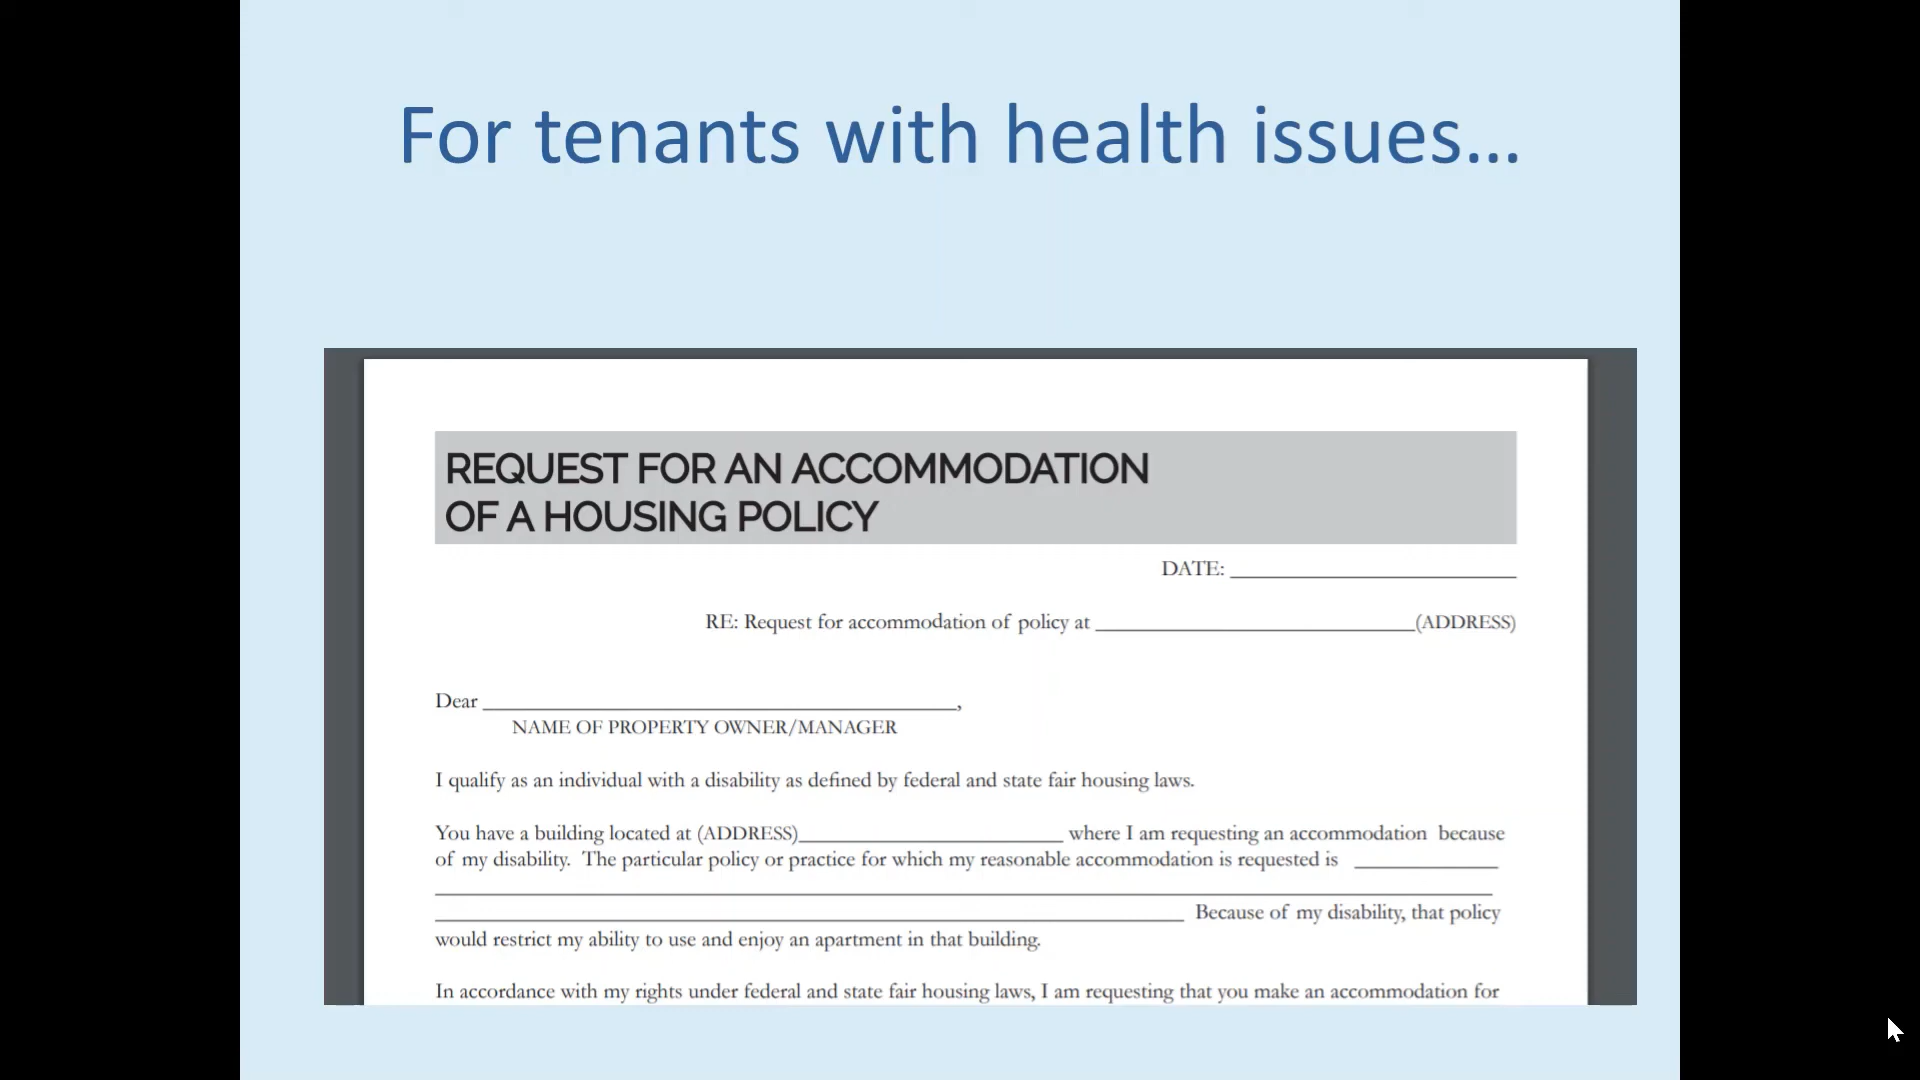 For tenants with health issues...
REQUEST FOR AN ACCOMMODATION
OF A HOUSING POLICY
DATE: ____________________
RE: Request for accommodation of policy at ____________________(ADDRESS)
Dear ____________________,
NAME OF PROPERTY OWNER/MANAGER
I qualify as an individual with a disability as defined by federal and state fair housing laws.
You have a building located at (ADDRESS)____________________ where I am requesting an accommodation because
of my disability. The particular policy or practice for which my reasonable accommodation is requested is __________
____________________
____________________ Because of my disability, that policy
would restrict my ability to use and enjoy an apartment in that building.
In accordance with my rights under federal and state fair housing laws, I am requesting that you make an accommodation for